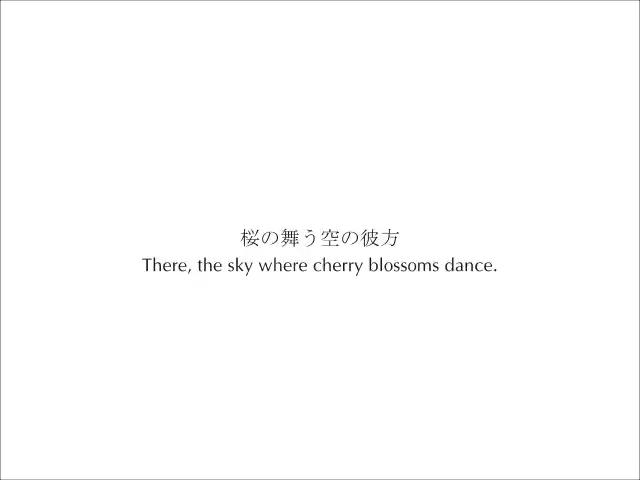 桜の舞う空の彼方
There, the sky where cherry blossoms dance.